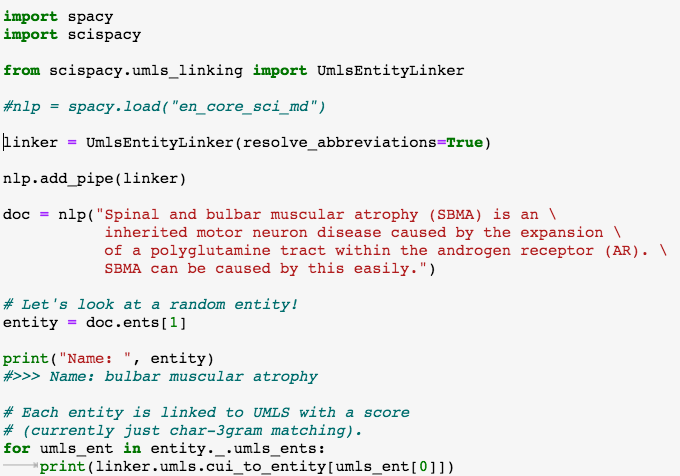 import spacy
import scispacy
from scispacy.umls_linking import UmlsEntityLinker
#nlp = spacy.load("en_core_sci_md")
linker = UmlsEntityLinker(resolve_abbreviations=True)
nlp.add_pipe(linker)
doc = nlp("Spinal and bulbar muscular atrophy (SBMA) is an \
inherited motor neuron disease caused by the expansion \
of a polyglutamine tract within the androgen receptor (AR). \
SBMA can be caused by this easily.")
# Let's look at a random entity!
entity = doc.ents[1]
print("Name: ", entity)
#>>> Name: bulbar muscular atrophy
# Each entity is linked to UMLS with a score
# (currently just char-3gram matching).
for umls_ent in entity._.umls_ents:
print(linker.umls.cui_to_entity[umls_ent[0]])